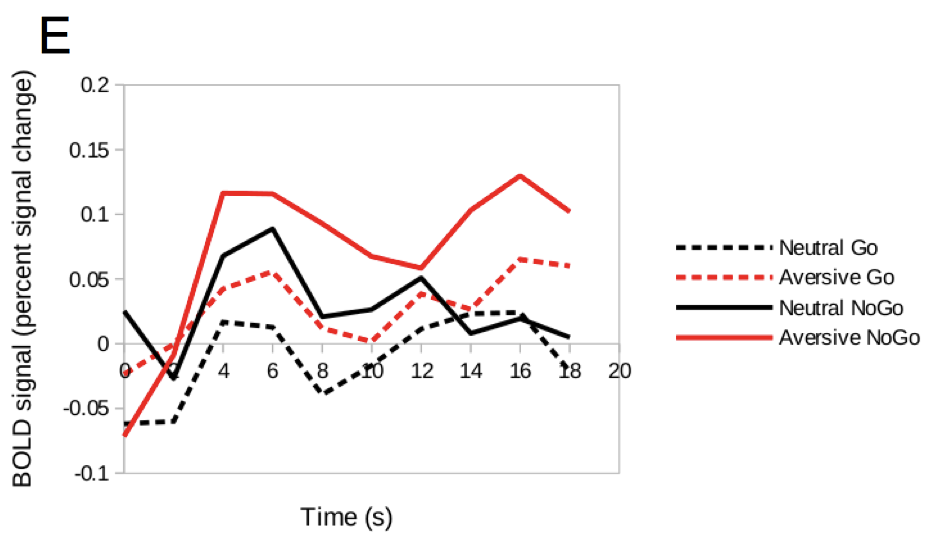 E
BOLD signal (percent signal change)
0.2
0.15
0.1
0.05
0
-0.05
-0.1
0 2 4 6 8 10 12 14 16 18 20
Time (s)
Neutral Go
Aversive Go
Neutral NoGo
Aversive NoGo